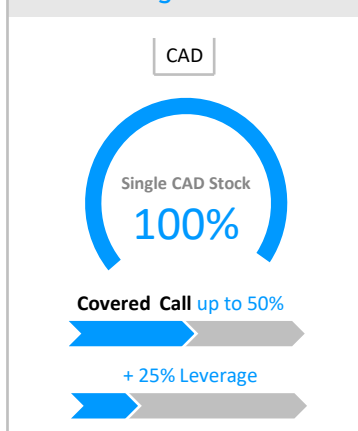 CAD
Single CAD Stock
100%
Covered Call up to 50%
+ 25% Leverage